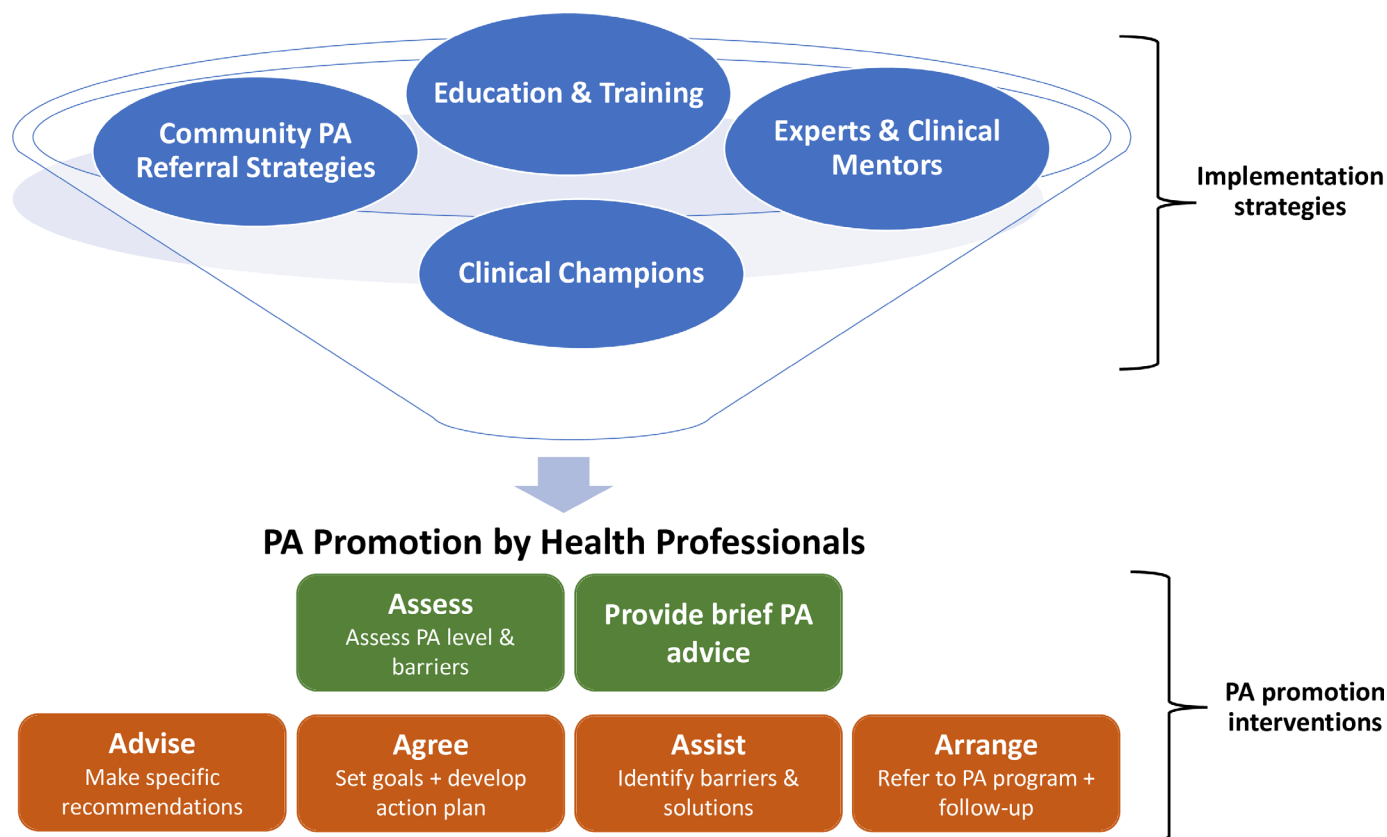 Education & Training
Community PA
Referral Strategies
Experts & Clinical
Mentors
Clinical Champions
Implementation
strategies
PA Promotion by Health Professionals
Assess
Assess PA level &
barriers
Provide brief PA
advice
Advise
Make specific
recommendations
Agree
Set goals + develop
action plan
Assist
Identify barriers &
solutions
Arrange
Refer to PA program +
follow-up
PA promotion
interventions